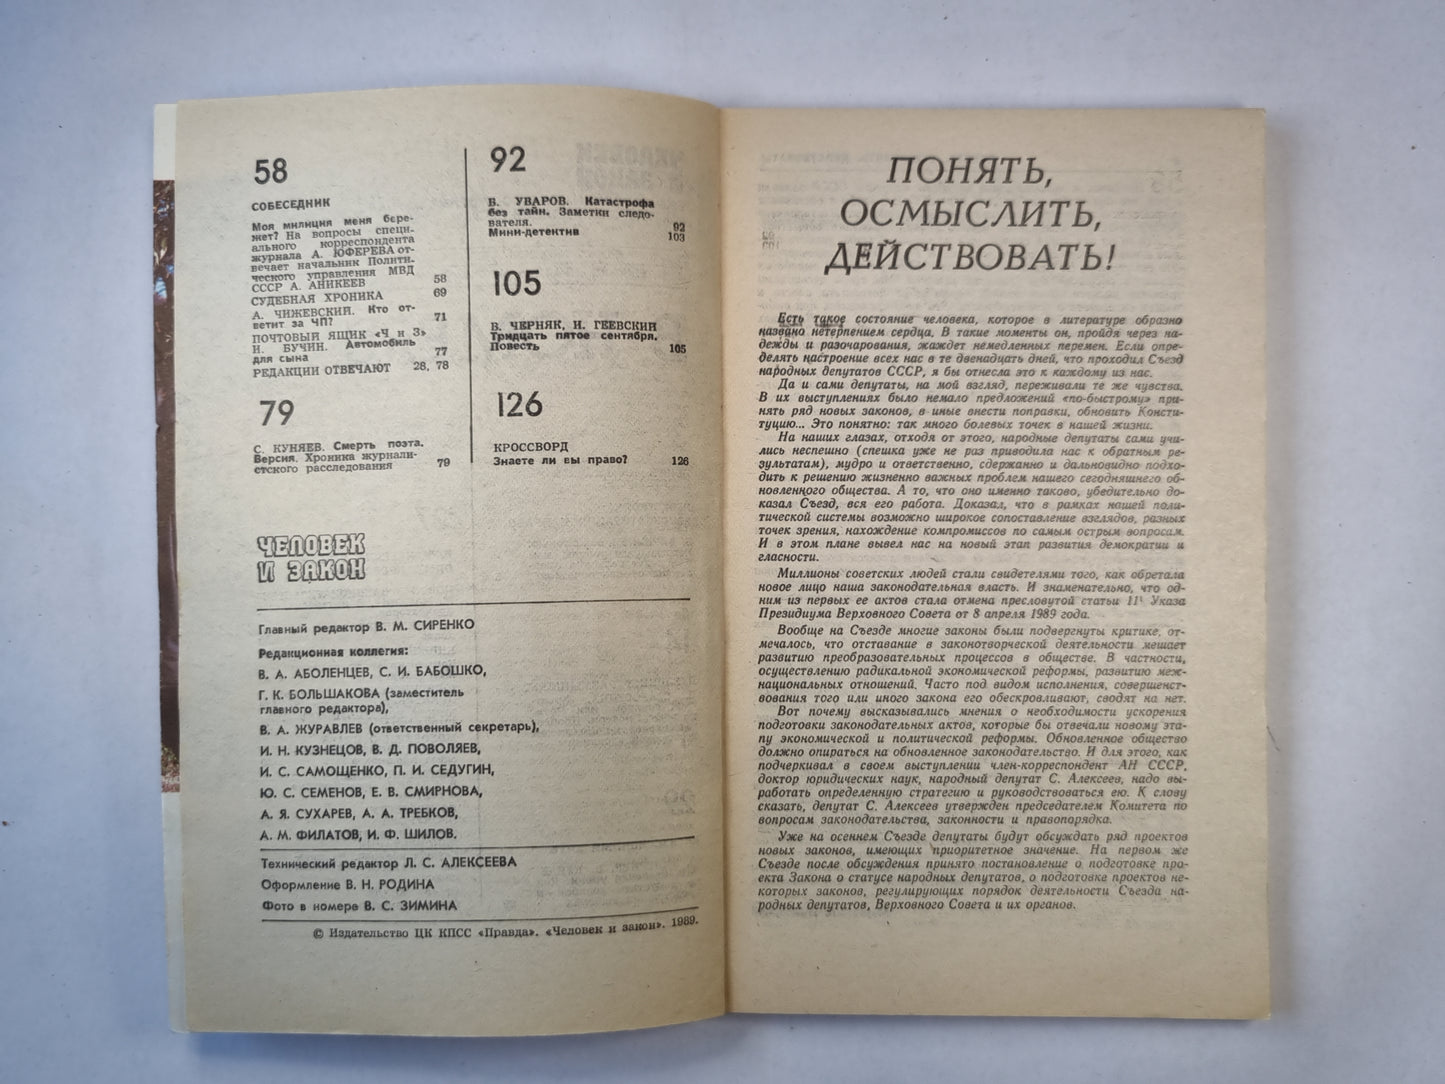 58
СОБЕСЕДНИК
Моя милиция меня бере-
жет? На вопросы специ-
ального корреспондента
журнала А. ЮФЕРЕВА от-
вечает начальник Полити-
ческого управления МВД
СССР А. АНИКЕЕВ 58
СУДЕБНАЯ ХРОНИКА 69
А. ЧИЖЕВСКИЙ. Кто от-
ветит за ЧП? 71
ПОЧТОВЫЙ ЯЩИК «Ч и З»
И. БУЧИН. Автомобиль
для сына 77
РЕДАКЦИИ ОТВЕЧАЮТ 28, 78
79
С. КУНЯЕВ. Смерть поэта.
Версия. Хроника журнали-
стского расследования 79
92
В. УВАРОВ. Катастрофа
без тайн. Заметки следо-
вателя. 92
Мини-детектив 103
105
В. ЧЕРНЯК, И. ГЕЕВСКИЙ
Тридцать пятое сентября.
Повесть 105
126
КРОССВОРД
Знаете ли вы право? 126
ЧЕЛОВЕК
И ЗАКОН
Главный редактор В. М. СИРЕНКО
Редакционная коллегия:
В. А. АБОЛЕНЦЕВ, С. И. БАБОШКО,
Г. К. БОЛЬШАКОВА (заместитель
главного редактора),
В. А. ЖУРАВЛЕВ (ответственный секретарь),
И. Н. КУЗНЕЦОВ, В. Д. ПОВОЛЯЕВ,
И. С. САМОЩЕНКО, П. И. СЕДУГИН,
Ю. С. СЕМЕНОВ, Е. В. СМИРНОВА,
А. Я. СУХАРЕВ, А. А. ТРЕБКОВ,
А. М. ФИЛАТОВ, И. Ф. ШИЛОВ.
Технический редактор Л. С. АЛЕКСЕЕВА
Оформление В. Н. РОДИНА
Фото в номере В. С. ЗИМИНА
© Издательство ЦК КПСС «Правда». «Человек и закон». 1989.
ПОНЯТЬ,
ОСМЫСЛИТЬ,
ДЕЙСТВОВАТЬ!
Есть такое состояние человека, которое в литературе образно
названо нетерпением сердца. В такие моменты он, пройдя через на-
дежды и разочарования, жаждет немедленных перемен. Если опре-
делять настроение всех нас в те двенадцать дней, что проходил Съезд
народных депутатов СССР, я бы отнесла это к каждому из нас.
Да и сами депутаты, на мой взгляд, переживали те же чувства.
В их выступлениях было немало предложений «по-быстрому» при-
нять ряд новых законов, в иные внести поправки, обновить Консти-
туцию... Это понятно: так много болевых точек в нашей жизни.
На наших глазах, отходя от этого, народные депутаты сами учи-
лись неспешно (спешка уже не раз приводила нас к обратным ре-
зультатам), мудро и ответственно, сдержанно и дальновидно подхо-
дить к решению жизненно важных проблем нашего сегодняшнего об-
новленного общества. А то, что оно именно таково, убедительно до-
казал Съезд, вся его работа. Доказал, что в рамках нашей поли-
тической системы возможно широкое сопоставление взглядов, разных
точек зрения, нахождение компромиссов по самым острым вопросам.
И в этом плане вывел нас на новый этап развития демократии и
гласности.
Миллионы советских людей стали свидетелями того, как обретала
новое лицо наша законодательная власть. И знаменательно, что од-
ним из первых ее актов стала отмена пресловутой статьи 11¹ Указа
Президиума Верховного Совета от 8 апреля 1989 года.
Вообще на Съезде многие законы были подвергнуты критике, от-
мечалось, что отставание в законотворческой деятельности мешает
развитию преобразовательных процессов в обществе. В частности,
осуществлению радикальной экономической реформы, развитию меж-
национальных отношений. Часто под видом исполнения, совершенст-
вования того или иного закона его обескровливают, сводят на нет.
Вот почему высказывались мнения о необходимости ускорения
подготовки законодательных актов, которые бы отвечали новому эта-
пу экономической и политической реформы. Обновленное общество
должно опираться на обновленное законодательство. И для этого, как
подчеркивал в своем выступлении член-корреспондент АН СССР,
доктор юридических наук, народный депутат С. Алексеев, надо вы-
работать определенную стратегию и руководствоваться ею. К слову
сказать, депутат С. Алексеев утвержден председателем Комитета по
вопросам законодательства, законности и правопорядка.
Уже на осеннем Съезде депутаты будут обсуждать ряд проектов
новых законов, имеющих приоритетное значение. На первом же
Съезде после обсуждения принято постановление о подготовке про-
екта Закона о статусе народных депутатов, о подготовке проектов не-
которых законов, регулирующих порядок деятельности Съезда на-
родных депутатов, Верховного Совета и их органов.